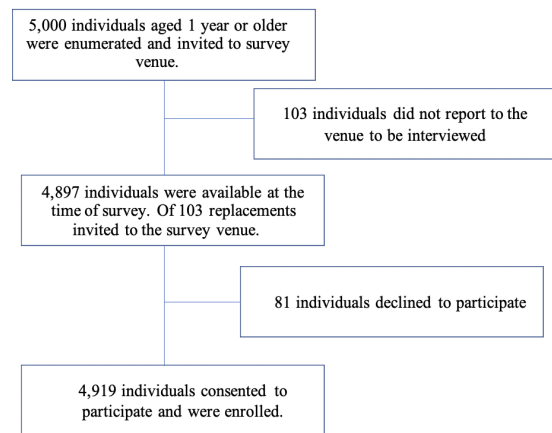 5,000 individuals aged 1 year or older
were enumerated and invited to survey
venue.
103 individuals did not report to the
venue to be interviewed
4,897 individuals were available at the
time of survey. Of 103 replacements
invited to the survey venue.
81 individuals declined to participate
4,919 individuals consented to
participate and were enrolled.